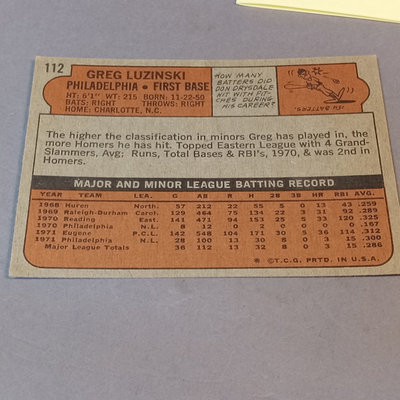 112
GREG LUZINSKI
PHILADELPHIA • FIRST BASE
HT: 6'1" WT: 215 BORN: 11-22-50
BATS: RIGHT THROWS: RIGHT
HOME: CHARLOTTE, N.C.
HOW MANY
BATTERS DID
DON DRYSDALE
HIT WITH PIT-
CHES DURING
HIS CAREER?
BATTERS.
The higher the classification in minors Greg has played in, the
more Homers he has hit. Topped Eastern League with 4 Grand-
Slammers, Avg; Runs, Total Bases & RBI's, 1970, & was 2nd in
Homers.
MAJOR AND MINOR LEAGUE BATTING RECORD
YEAR TEAM LEA. G AB R H 2B 3B HR RBI AVG.
1968 Huron North. 57 212 22 55 5 0 13 43 .259
1969 Raleigh-Durham Carol. 129 464 75 134 22 3 31 92 .289
1970 Reading East. 141 471 94 153 25 5 33 120 .325
1970 Philadelphia N.L. 8 12 0 2 0 0 0 0 .167
1971 Eugene P.C.L. 142 548 104 171 30 5 36 114 .312
1971 Philadelphia N.L. 28 100 13 30 8 0 3 15 .300
Major League Totals 36 112 13 32 8 0 3 15 .286
* ©T.C.G. PRTD. IN U.S.A.